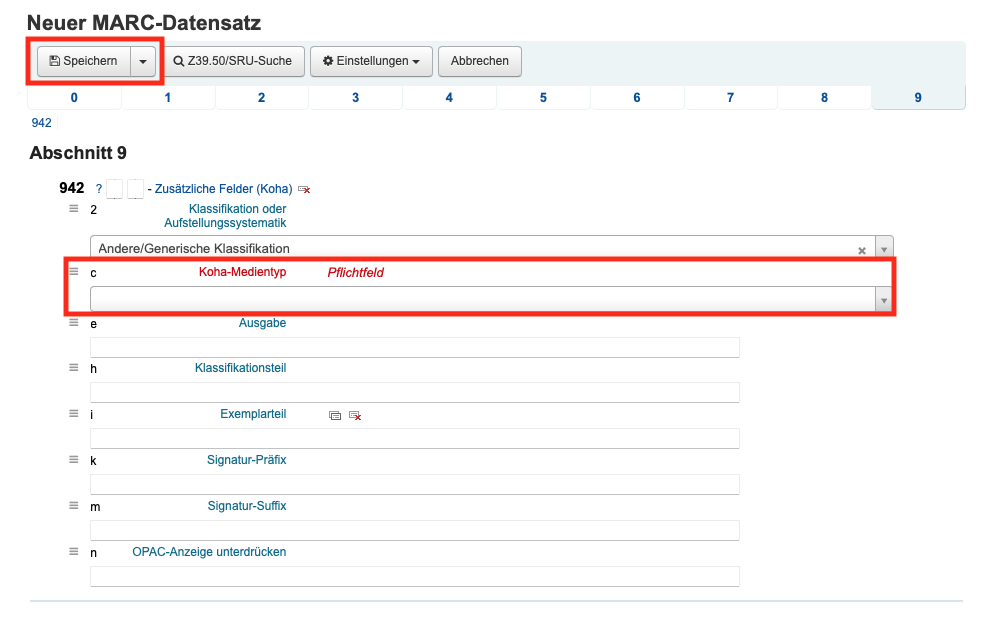 Neuer MARC-Datensatz
Speichern Z39.50/SRU-Suche Einstellungen Abbrechen
0 1 2 3 4 5 6 7 8 9
942
Abschnitt 9
942 ? - Zusätzliche Felder (Koha)
2 Klassifikation oder
Aufstellungssystematik
Andere/Generische Klassifikation
c Koha-Medientyp Pflichtfeld
e Ausgabe
h Klassifikationsteil
i Exemplarteil
k Signatur-Präfix
m Signatur-Suffix
n OPAC-Anzeige unterdrücken